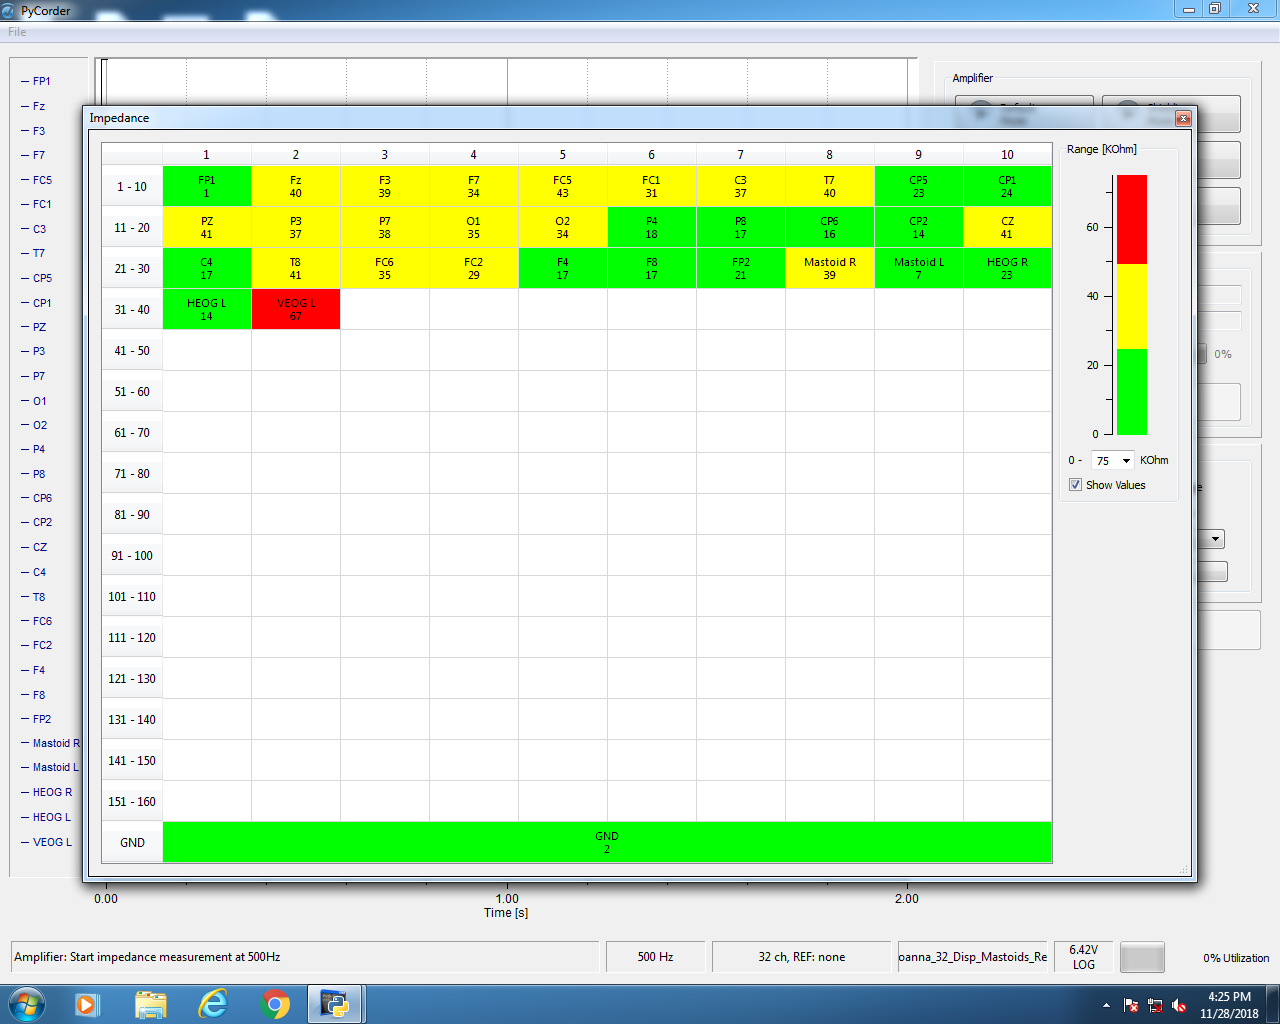 PyCorder
File
FP1
Fz
F3
F7
FC5
FC1
C3
T7
CP5
CP1
PZ
P3
P7
O1
O2
P4
P8
CP6
CP2
CZ
C4
T8
FC6
FC2
F4
F8
FP2
Mastoid R
Mastoid L
HEOG R
HEOG L
VEOG L
Amplifier
Impedance
1 2 3 4 5 6 7 8 9 10
1 - 10
FP1 Fz F3 F7 FC5 FC1 C3 T7 CP5 CP1
1 40 39 34 43 31 37 40 23 24
11 - 20
PZ P3 P7 O1 O2 P4 P8 CP6 CP2 CZ
41 37 38 35 34 18 17 16 14 41
21 - 30
C4 T8 FC6 FC2 F4 F8 FP2 Mastoid R Mastoid L HEOG R
17 41 35 29 17 17 21 39 7 23
31 - 40
HEOG L VEOG L
14 67
41 - 50
51 - 60
61 - 70
71 - 80
81 - 90
91 - 100
101 - 110
111 - 120
121 - 130
131 - 140
141 - 150
151 - 160
GND
GND
2
Range [KOhm]
60
40
20
0
0 - 75 KOhm
Show Values
0%
0.00 1.00 2.00
Time [s]
Amplifier: Start impedance measurement at 500Hz
500 Hz
32 ch, REF: none
oanna_32_Disp_Mastoids_Re
6.42V
LOG
0% Utilization
4:25 PM
11/28/2018